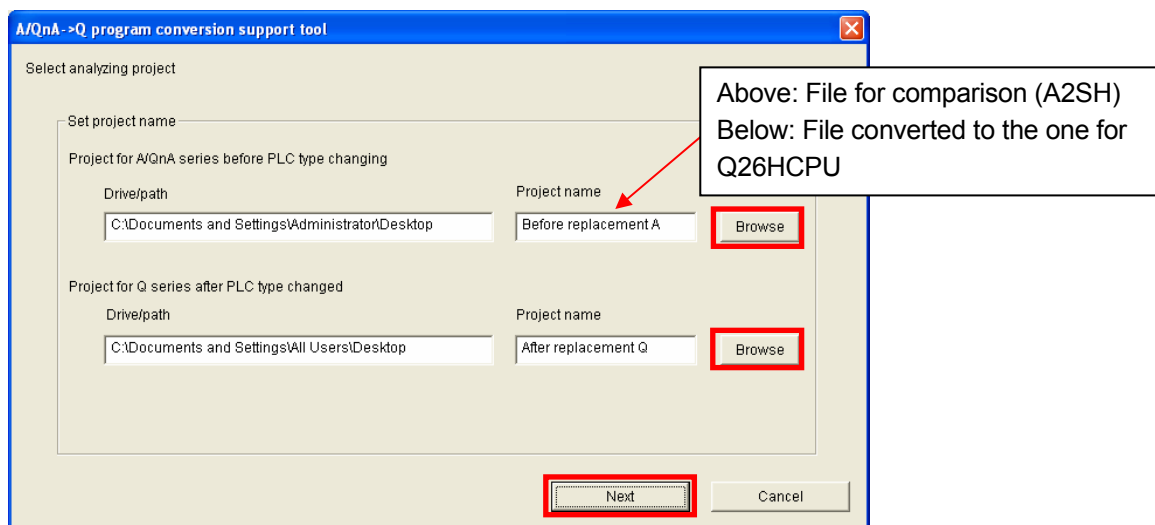 A/QnA->Q program conversion support tool
Select analyzing project
Above: File for comparison (A2SH)
Below: File converted to the one for
Q26HCPU
Set project name
Project for A/QnA series before PLC type changing
Drive/path
Project name
C:\Documents and Settings\Administrator\Desktop
Before replacement A
Browse
Project for Q series after PLC type changed
Drive/path
Project name
C:\Documents and Settings\All Users\Desktop
After replacement Q
Browse
Next
Cancel